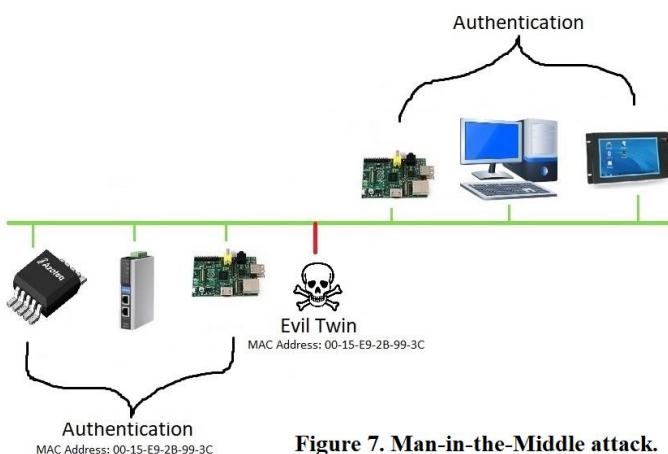 Authentication
Azoteq
Evil Twin
MAC Address: 00-15-E9-2B-99-3C
Authentication
MAC Address: 00-15-E9-2B-99-3C
Figure 7. Man-in-the-Middle attack.